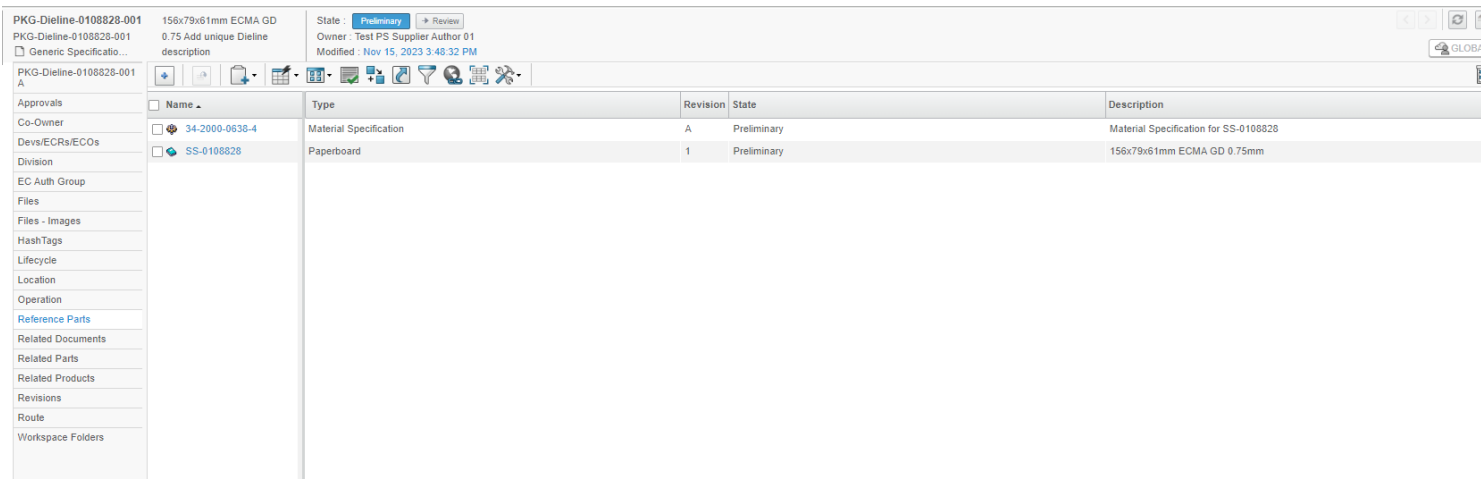 PKG-Dieline-0108828-001
PKG-Dieline-0108828-001
Generic Specificatio...
156x79x61mm ECMA GD
0.75 Add unique Dieline
description
State : Preliminary Review
Owner : Test PS Supplier Author 01
Modified : Nov 15, 2023 3:48:32 PM
PKG-Dieline-0108828-001
A
Approvals
Co-Owner
Devs/ECRs/ECOs
Division
EC Auth Group
Files
Files - Images
HashTags
Lifecycle
Location
Operation
Reference Parts
Related Documents
Related Parts
Related Products
Revisions
Route
Workspace Folders
Name Type Revision State Description
34-2000-0638-4 Material Specification A Preliminary Material Specification for SS-0108828
SS-0108828 Paperboard 1 Preliminary 156x79x61mm ECMA GD 0.75mm